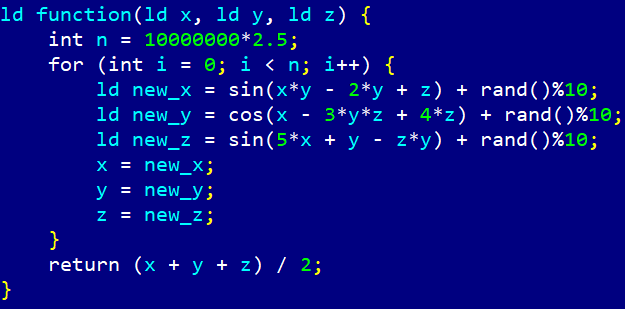 ld function(ld x, ld y, ld z) {
    int n = 10000000*2.5;
    for (int i = 0; i < n; i++) {
        ld new_x = sin(x*y - 2*y + z) + rand()%10;
        ld new_y = cos(x - 3*y*z + 4*z) + rand()%10;
        ld new_z = sin(5*x + y - z*y) + rand()%10;
        x = new_x;
        y = new_y;
        z = new_z;
    }
    return (x + y + z) / 2;
}